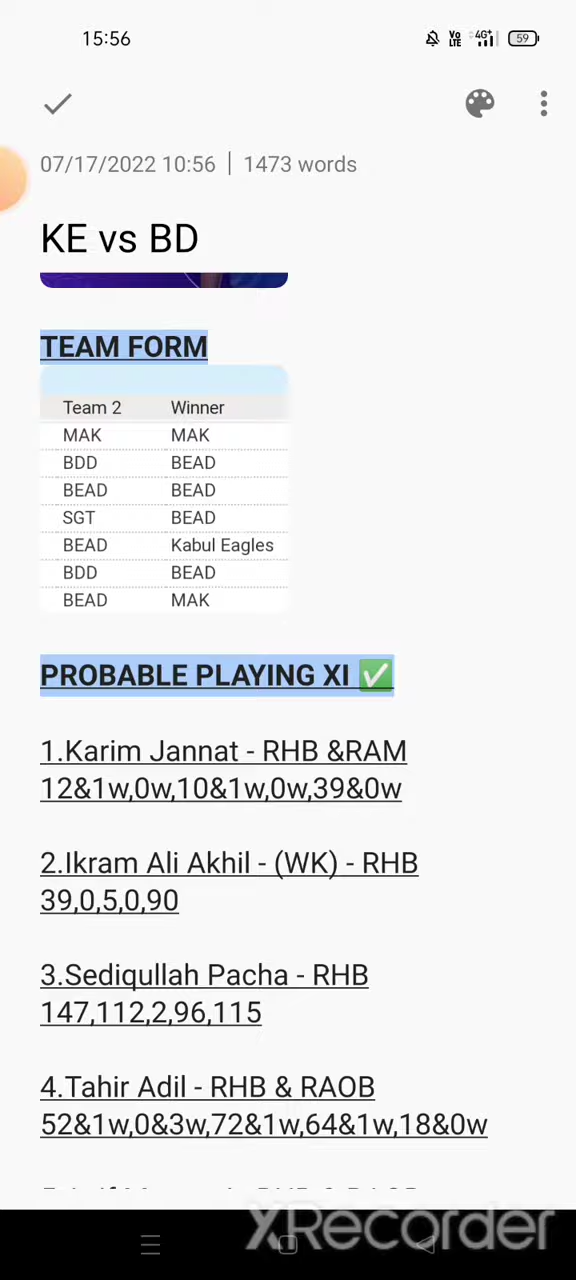 15:56
Vo LTE 4G+ 59
07/17/2022 10:56 | 1473 words
KE vs BD
TEAM FORM
Team 2 Winner
MAK MAK
BDD BEAD
BEAD BEAD
SGT BEAD
BEAD Kabul Eagles
BDD BEAD
BEAD MAK
PROBABLE PLAYING XI ✅
1.Karim Jannat - RHB &RAM
12&1w,0w,10&1w,0w,39&0w
2.Ikram Ali Akhil - (WK) - RHB
39,0,5,0,90
3.Sediqullah Pacha - RHB
147,112,2,96,115
4.Tahir Adil - RHB & RAOB
52&1w,0&3w,72&1w,64&1w,18&0w
XRecorder